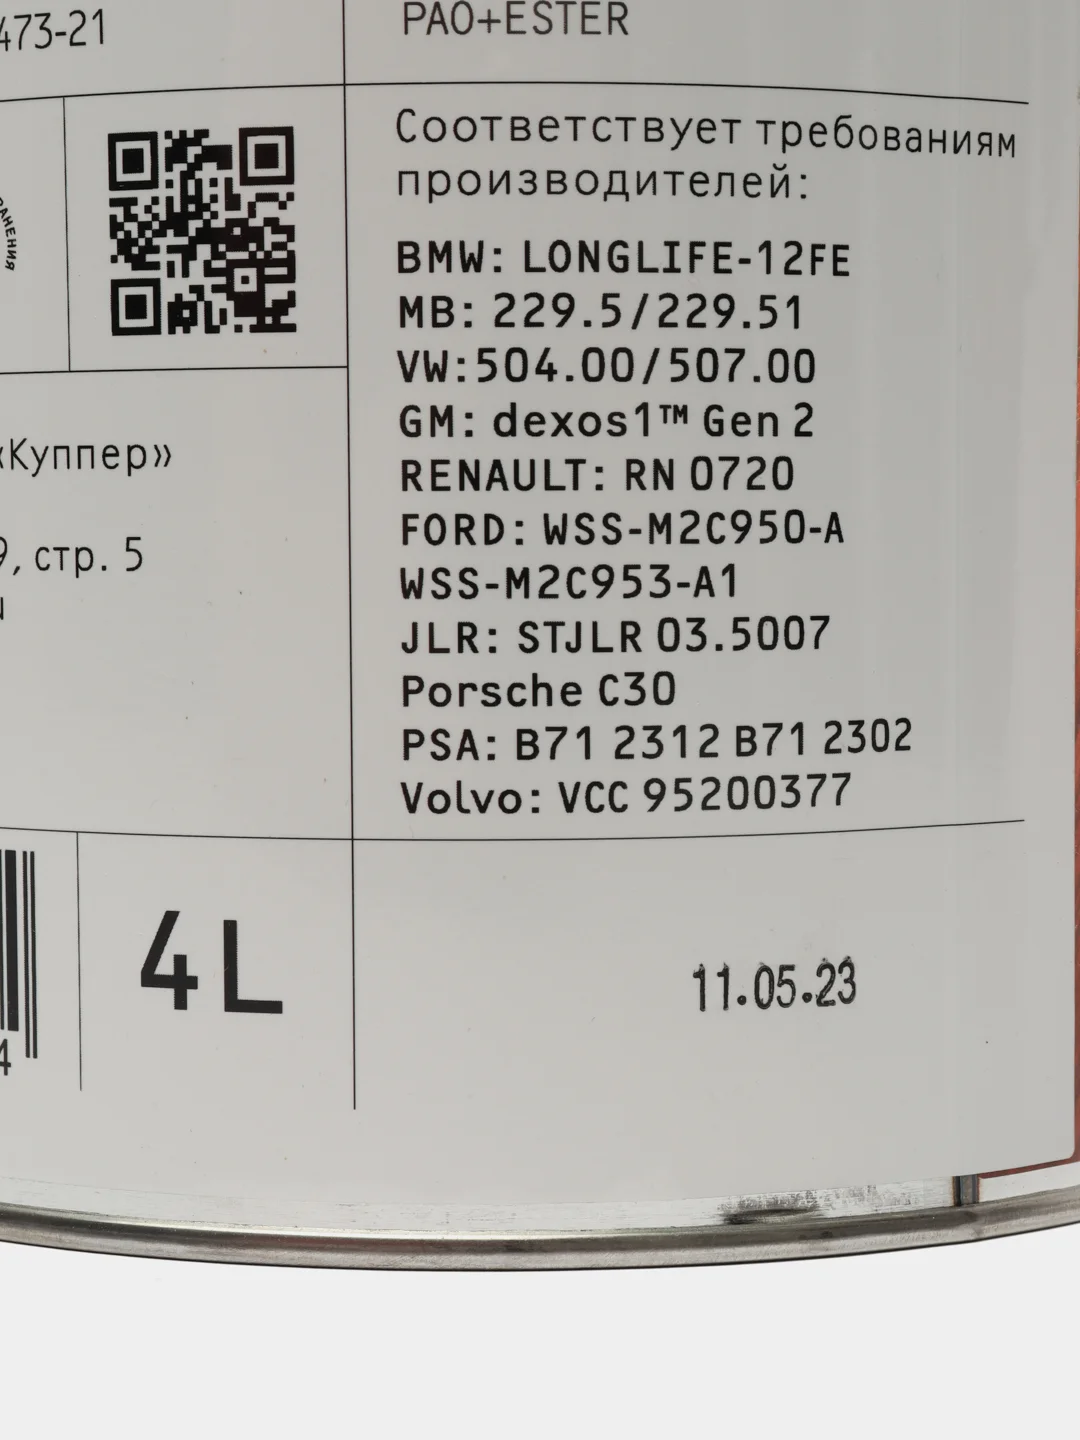 473-21
PAO+ESTER
Соответствует требованиям
производителей:
BMW: LONGLIFE-12FE
MB: 229.5/229.51
VW:504.00/507.00
GM: dexos1™ Gen 2
RENAULT: RN 0720
FORD: WSS-M2C950-A
WSS-M2C953-A1
JLR: STJLR 03.5007
Porsche C30
PSA: B71 2312 B71 2302
Volvo: VCC 95200377
«Куппер»
9, стр. 5
4
4L
11.05.23